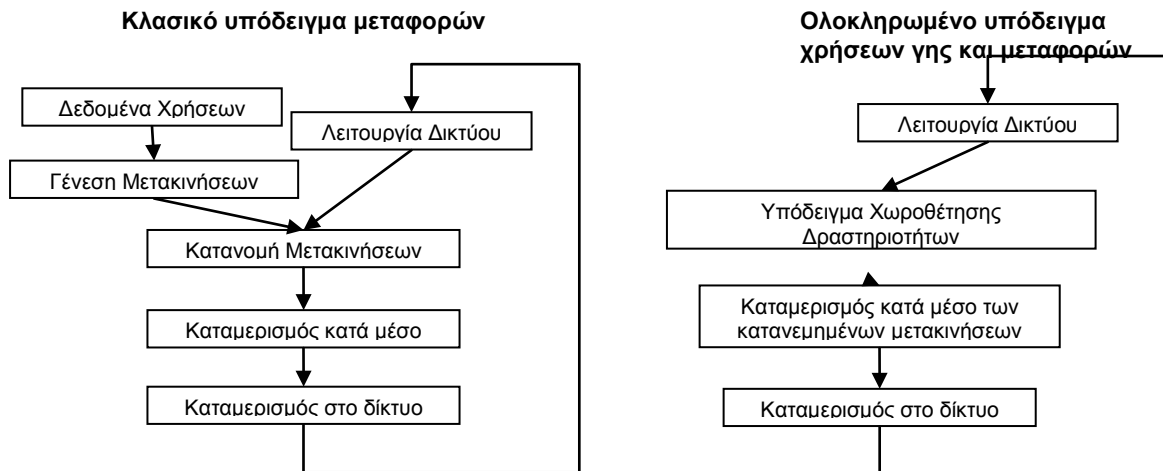 Κλασικό υπόδειγμα μεταφορών
Δεδομένα Χρήσεων
Λειτουργία Δικτύου
Γένεση Μετακινήσεων
Κατανομή Μετακινήσεων
Καταμερισμός κατά μέσο
Καταμερισμός στο δίκτυο
Ολοκληρωμένο υπόδειγμα
χρήσεων γης και μεταφορών
Λειτουργία Δικτύου
Υπόδειγμα Χωροθέτησης
Δραστηριοτήτων
Καταμερισμός κατά μέσο των
κατανεμημένων μετακινήσεων
Καταμερισμός στο δίκτυο